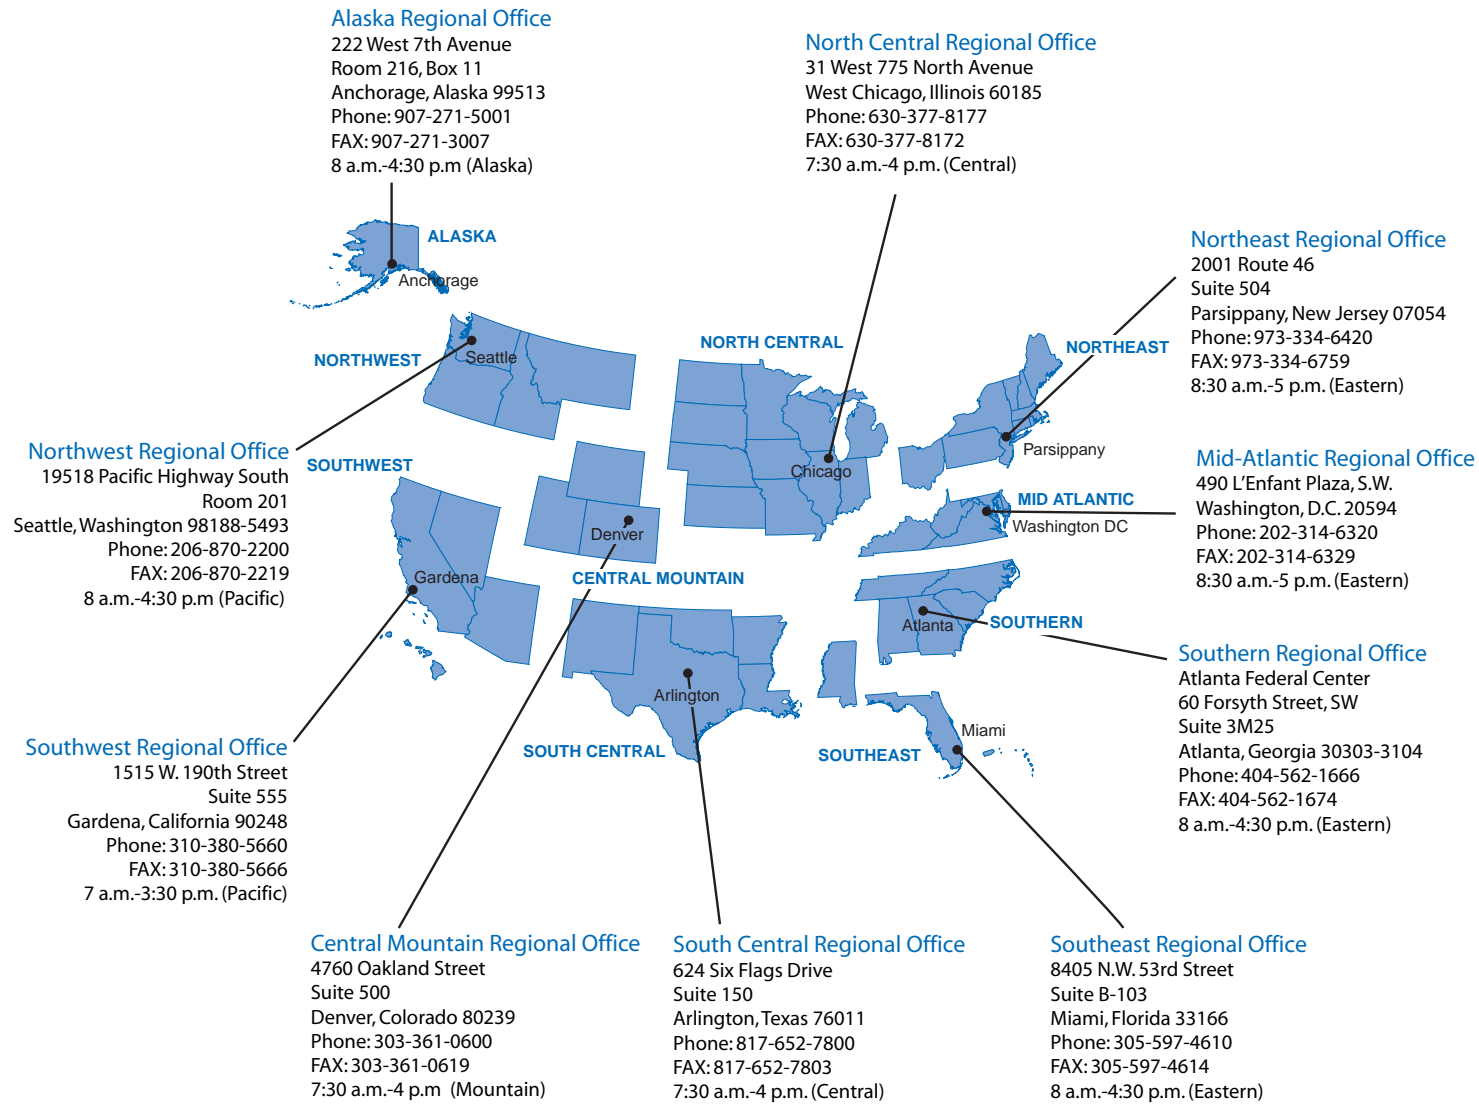 Alaska Regional Office
222 West 7th Avenue
Room 216, Box 11
Anchorage, Alaska 99513
Phone: 907-271-5001
FAX: 907-271-3007
8 a.m.-4:30 p.m (Alaska)
North Central Regional Office
31 West 775 North Avenue
West Chicago, Illinois 60185
Phone: 630-377-8177
FAX: 630-377-8172
7:30 a.m.-4 p.m. (Central)
Northeast Regional Office
2001 Route 46
Suite 504
Parsippany, New Jersey 07054
Phone: 973-334-6420
FAX: 973-334-6759
8:30 a.m.-5 p.m. (Eastern)
ALASKA
Anchorage
NORTHWEST
Seattle
NORTH CENTRAL
Chicago
NORTHEAST
Parsippany
SOUTHWEST
Gardena
Denver
CENTRAL MOUNTAIN
MID ATLANTIC
Washington DC
Atlanta
SOUTHERN
Arlington
SOUTH CENTRAL
SOUTHEAST
Miami
Northwest Regional Office
19518 Pacific Highway South
Room 201
Seattle, Washington 98188-5493
Phone: 206-870-2200
FAX: 206-870-2219
8 a.m.-4:30 p.m (Pacific)
Mid-Atlantic Regional Office
490 L’Enfant Plaza, S.W.
Washington, D.C. 20594
Phone: 202-314-6320
FAX: 202-314-6329
8:30 a.m.-5 p.m. (Eastern)
Southern Regional Office
Atlanta Federal Center
60 Forsyth Street, SW
Suite 3M25
Atlanta, Georgia 30303-3104
Phone: 404-562-1666
FAX: 404-562-1674
8 a.m.-4:30 p.m. (Eastern)
Southwest Regional Office
1515 W. 190th Street
Suite 555
Gardena, California 90248
Phone: 310-380-5660
FAX: 310-380-5666
7 a.m.-3:30 p.m. (Pacific)
Central Mountain Regional Office
4760 Oakland Street
Suite 500
Denver, Colorado 80239
Phone: 303-361-0600
FAX: 303-361-0619
7:30 a.m.-4 p.m (Mountain)
South Central Regional Office
624 Six Flags Drive
Suite 150
Arlington, Texas 76011
Phone: 817-652-7800
FAX: 817-652-7803
7:30 a.m.-4 p.m. (Central)
Southeast Regional Office
8405 N.W. 53rd Street
Suite B-103
Miami, Florida 33166
Phone: 305-597-4610
FAX: 305-597-4614
8 a.m.-4:30 p.m. (Eastern)